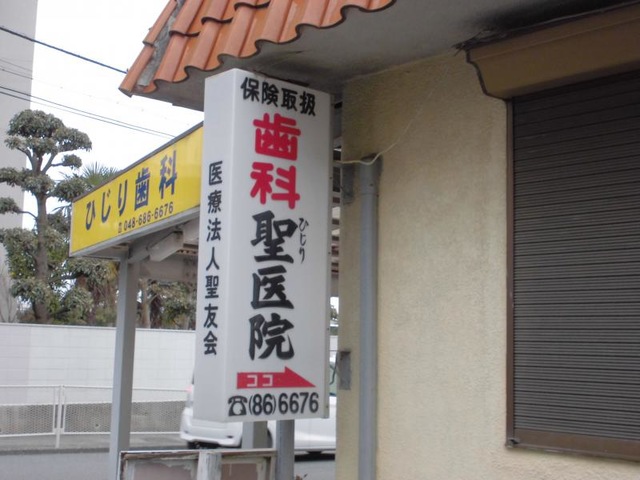 ひじり歯科
☎048-686-6676
保険取扱
歯科
聖医院
ひじり
医療法人聖友会
ココ
☎(86)6676